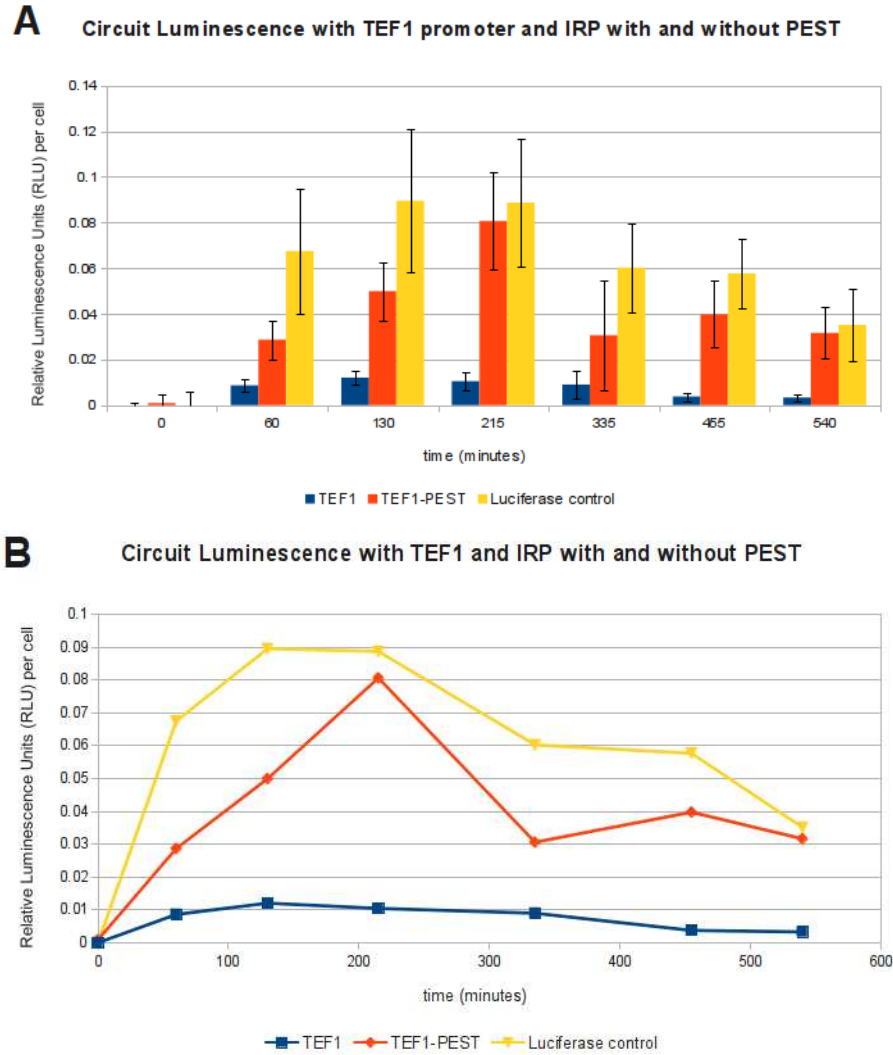 A
Circuit Luminescence with TEF1 promoter and IRP with and without PEST
Relative Luminescence Units (RLU) per cell
0.14
0.12
0.1
0.08
0.06
0.04
0.02
0
0 60 130 215 335 455 540
time (minutes)
TEF1 TEF1-PEST Luciferase control
B
Circuit Luminescence with TEF1 and IRP with and without PEST
Relative Luminescence Units (RLU) per cell
0.1
0.09
0.08
0.07
0.06
0.05
0.04
0.03
0.02
0.01
0
0 100 200 300 400 500 600
time (minutes)
TEF1 TEF1-PEST Luciferase control